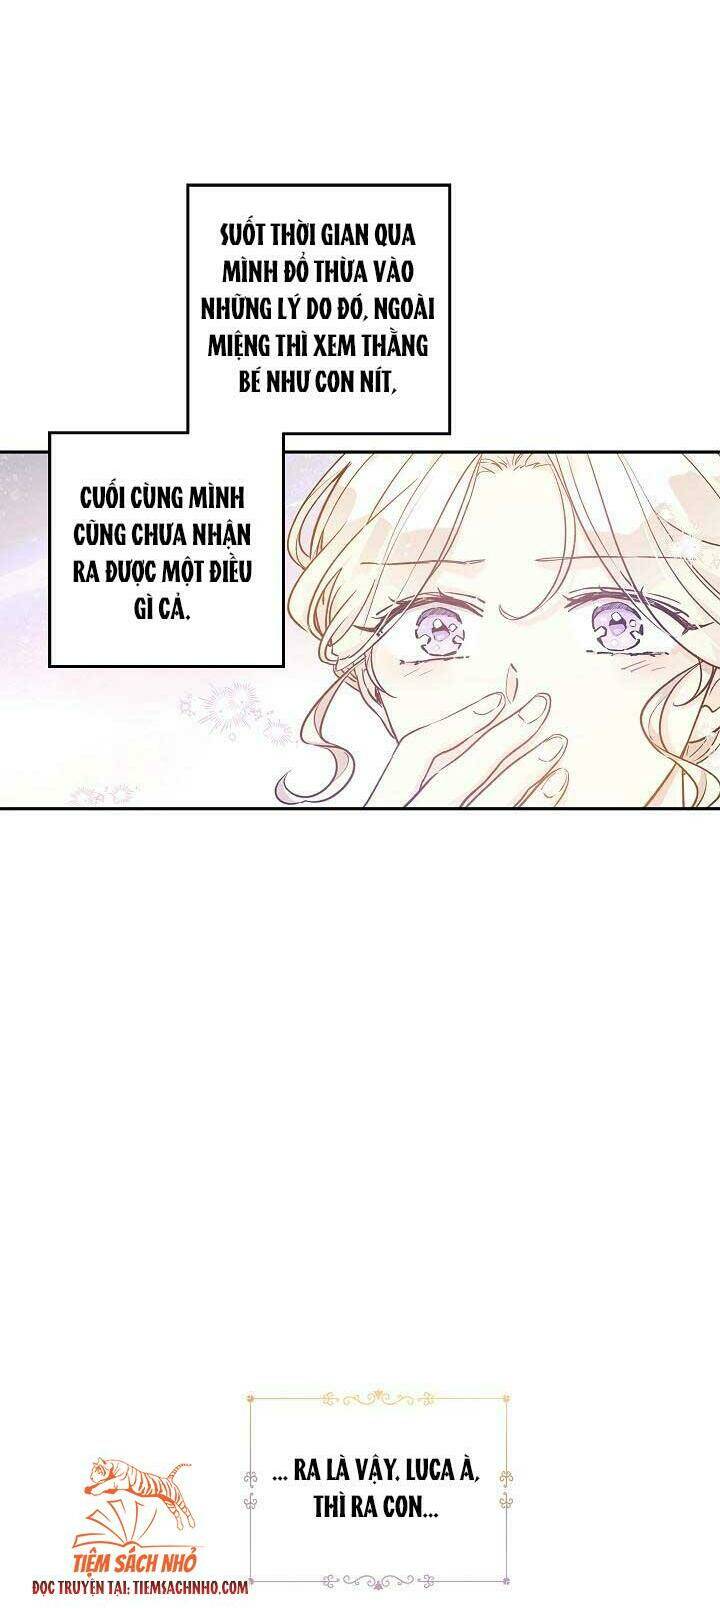 SUỐT THỜI GIAN QUA
MÌNH ĐỔ THỪA VÀO
NHỮNG LÝ DO ĐÓ, NGOÀI
MIỆNG THÌ XEM THẰNG
BÉ NHƯ CON NÍT,
CUỐI CÙNG MÌNH
CŨNG CHƯA NHẬN
RA ĐƯỢC MỘT ĐIỀU
GÌ CẢ.
... RA LÀ VẬY, LUCA À,
THÌ RA CON...
TIỆM SÁCH NHỎ
ĐỌC TRUYỆN TẠI: TIEMSACHNHO.COM